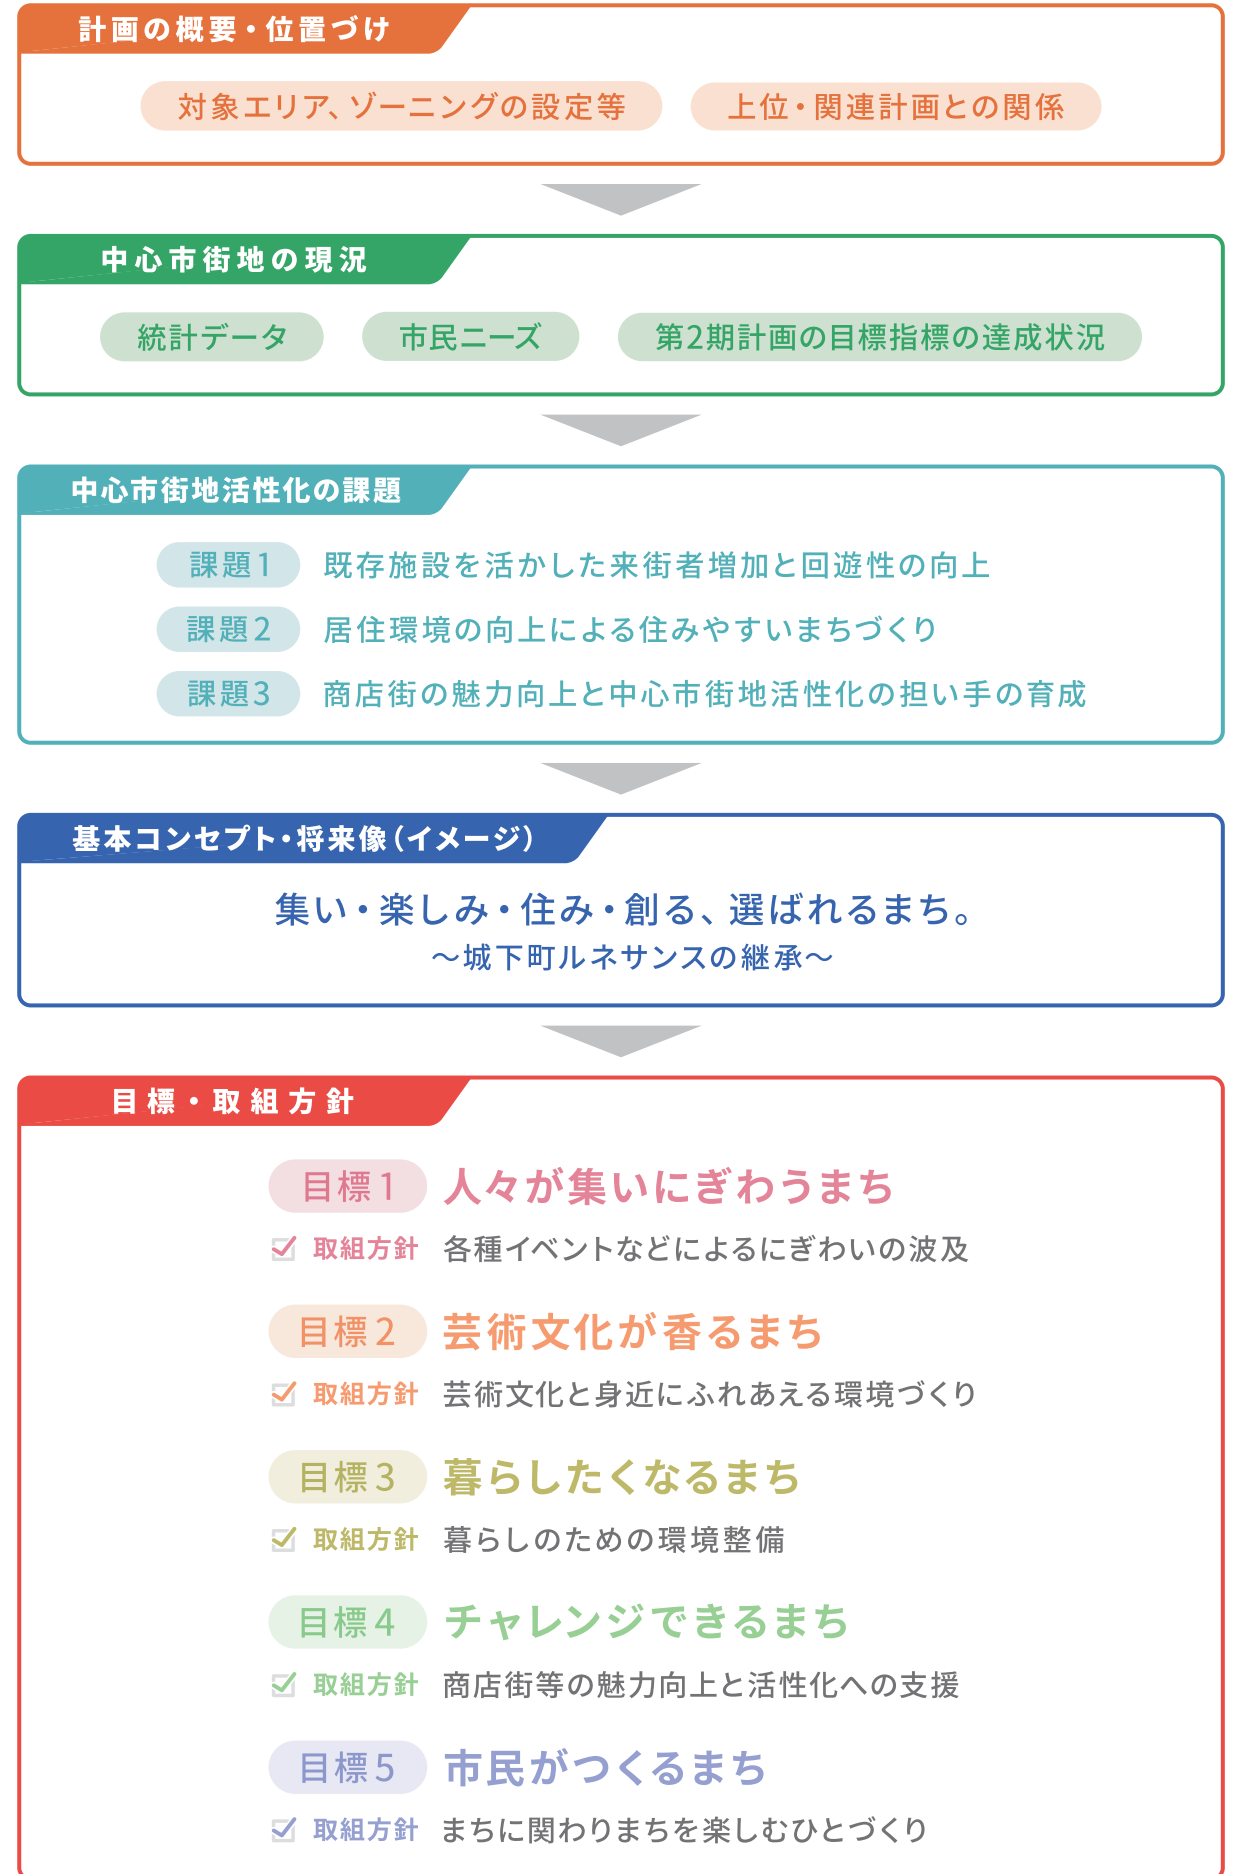 計画の概要・位置づけ
対象エリア、ゾーニングの設定等
上位・関連計画との関係
中心市街地の現況
統計データ
市民ニーズ
第2期計画の目標指標の達成状況
中心市街地活性化の課題
課題1 既存施設を活かした来街者増加と回遊性の向上
課題2 居住環境の向上による住みやすいまちづくり
課題3 商店街の魅力向上と中心市街地活性化の担い手の育成
基本コンセプト・将来像（イメージ）
集い・楽しみ・住み・創る、選ばれるまち。
～城下町ルネサンスの継承～
目標・取組方針
目標1 人々が集いにぎわうまち
取組方針 各種イベントなどによるにぎわいの波及
目標2 芸術文化が香るまち
取組方針 芸術文化と身近にふれあえる環境づくり
目標3 暮らしたくなるまち
取組方針 暮らしのための環境整備
目標4 チャレンジできるまち
取組方針 商店街等の魅力向上と活性化への支援
目標5 市民がつくるまち
取組方針 まちに関わりまちを楽しむひとづくり